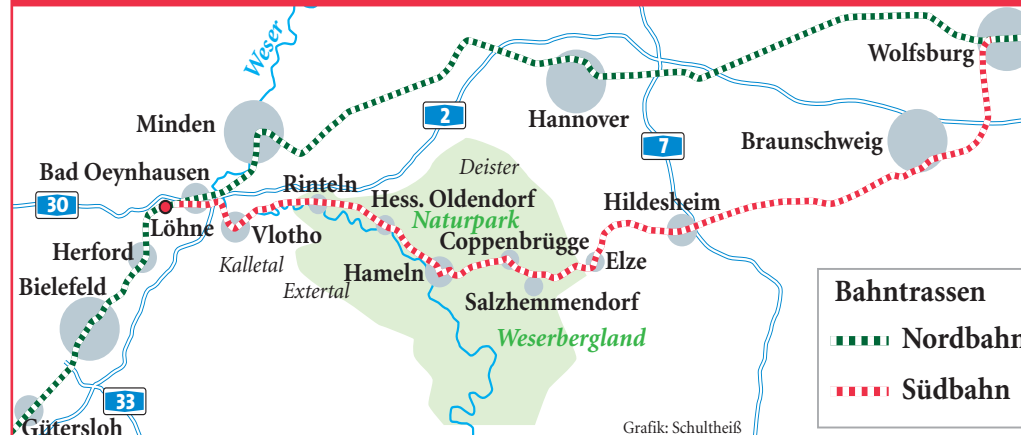 Weser
Wolfsburg
Minden
2
Hannover
Braunschweig
7
Deister
Bad Oeynhausen
Rinteln
30
Hess. Oldendorf
Hildesheim
Naturpark
Löhne
Vlotho
Coppenbrügge
Herford
Kalletal
Hameln
Elze
Bielefeld
Extertal
Salzhemmendorf
Bahntrassen
Weserbergland
Nordbahn
Südbahn
33
Gütersloh
Grafik: Schultheiß